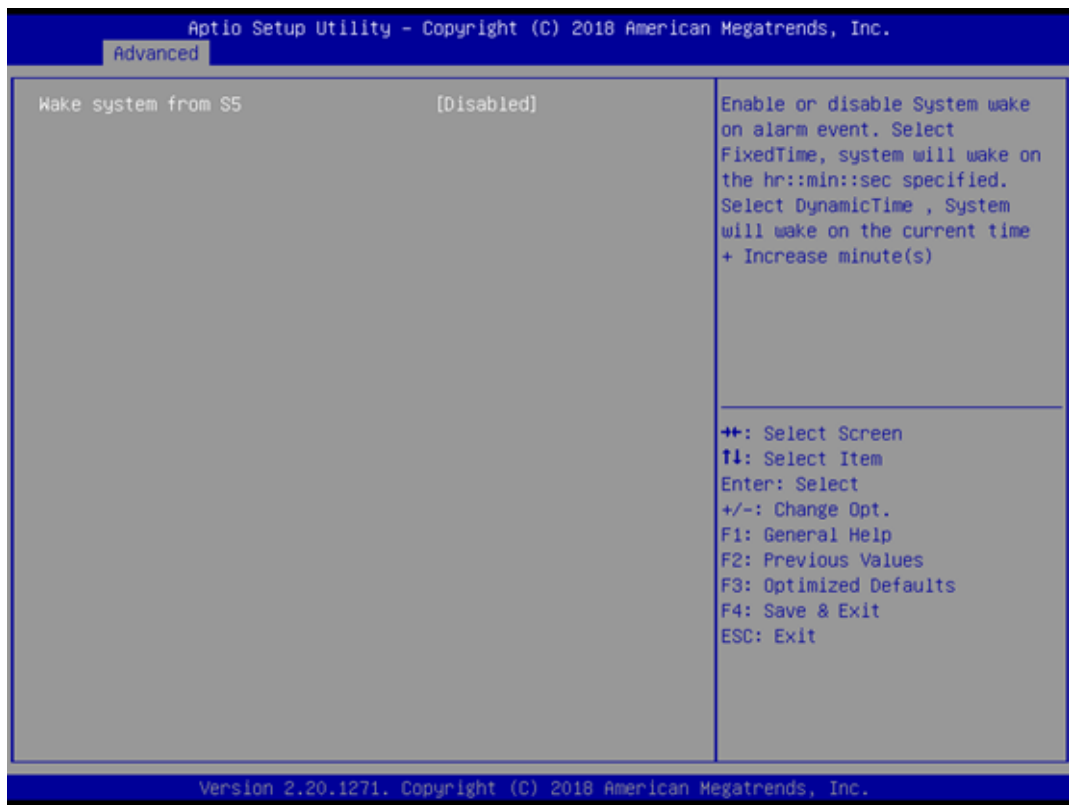 Aptio Setup Utility – Copyright (C) 2018 American Megatrends, Inc.
Advanced
Wake system from S5 [Disabled]
Enable or disable System wake
on alarm event. Select
FixedTime, system will wake on
the hr::min::sec specified.
Select DynamicTime , System
will wake on the current time
+ Increase minute(s)
→←: Select Screen
↑↓: Select Item
Enter: Select
+/-: Change Opt.
F1: General Help
F2: Previous Values
F3: Optimized Defaults
F4: Save & Exit
ESC: Exit
Version 2.20.1271. Copyright (C) 2018 American Megatrends, Inc.